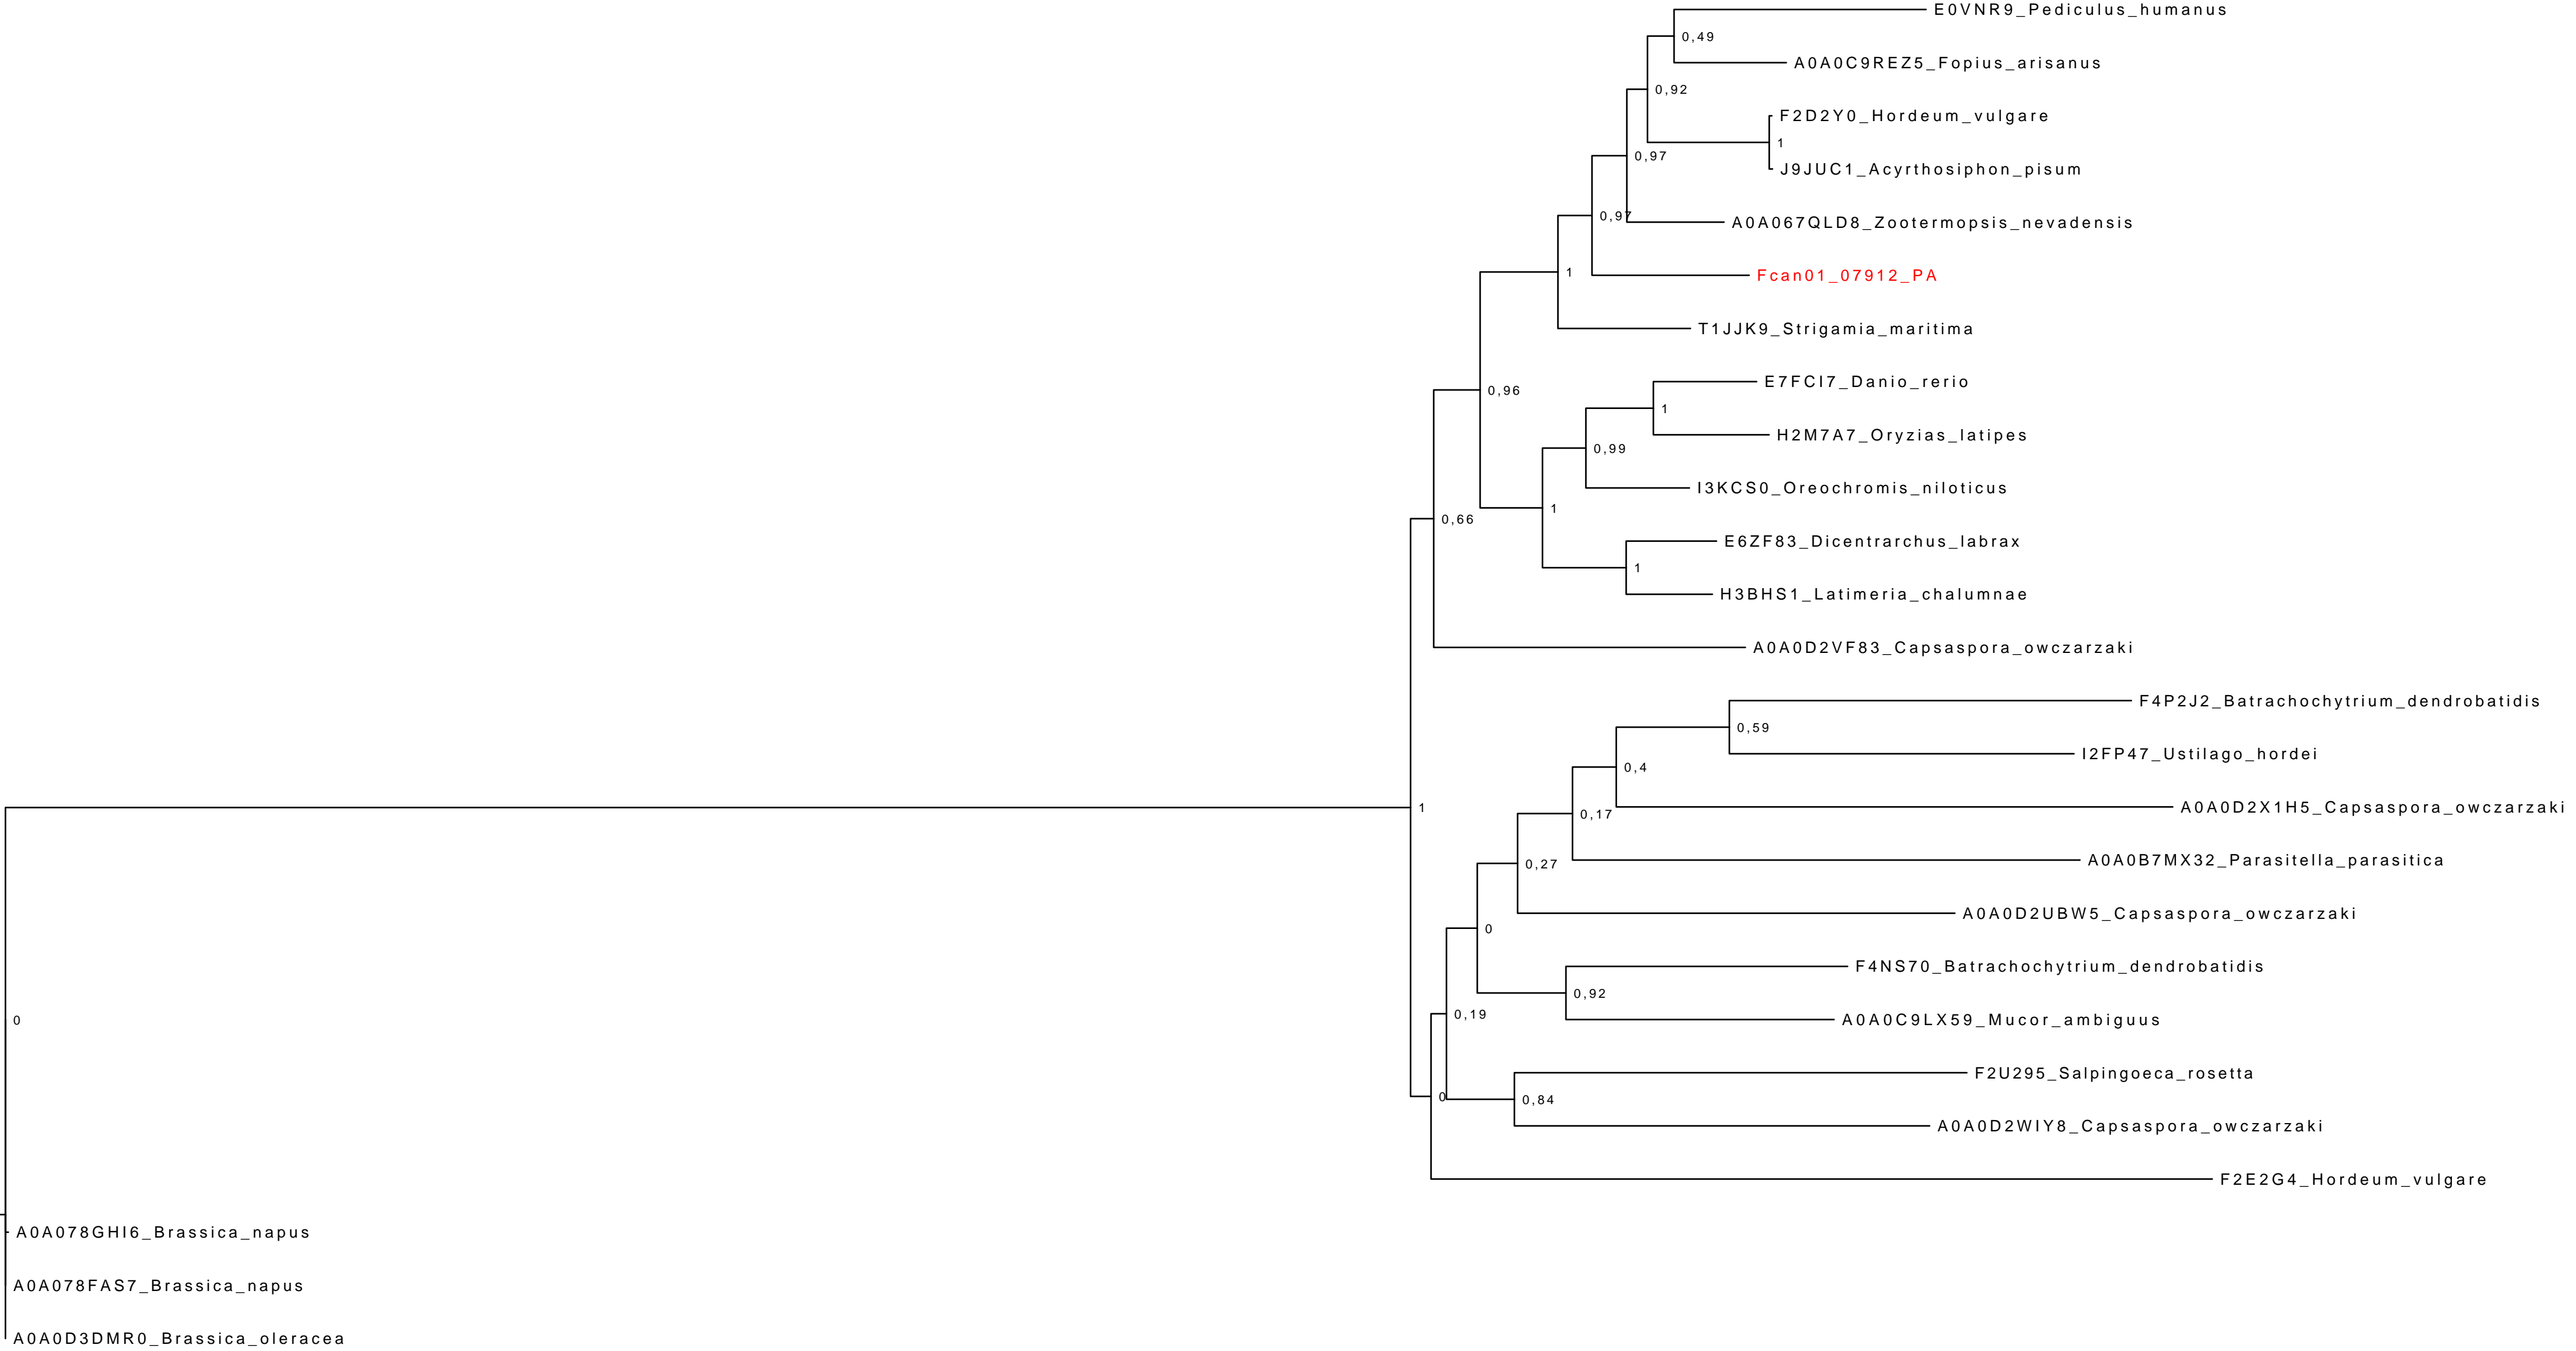 E0VNR9_Pediculus_humanus
0,49
A0A0C9REZ5_Fopius_arisanus
0,92
F2D2Y0_Hordeum_vulgare
1
0,97
J9JUC1_Acyrthosiphon_pisum
0,97
A0A067QLD8_Zootermopsis_nevadensis
1
Fcan01_07912_PA
T1JJK9_Strigamia_maritima
E7FCI7_Danio_rerio
0,96
1
H2M7A7_Oryzias_latipes
0,99
I3KCS0_Oreochromis_niloticus
1
0,66
E6ZF83_Dicentrarchus_labrax
1
H3BHS1_Latimeria_chalumnae
A0A0D2VF83_Capsaspora_owczarzaki
F4P2J2_Batrachochytrium_dendrobatidis
0,59
I2FP47_Ustilago_hordei
0,4
1
A0A0D2X1H5_Capsaspora_owczarzaki
0,17
A0A0B7MX32_Parasitella_parasitica
0,27
A0A0D2UBW5_Capsaspora_owczarzaki
0
F4NS70_Batrachochytrium_dendrobatidis
0,92
0,19
0
A0A0C9LX59_Mucor_ambiguus
F2U295_Salpingoeca_rosetta
0
0,84
A0A0D2WIY8_Capsaspora_owczarzaki
F2E2G4_Hordeum_vulgare
A0A078GHI6_Brassica_napus
A0A078FAS7_Brassica_napus
A0A0D3DMR0_Brassica_oleracea